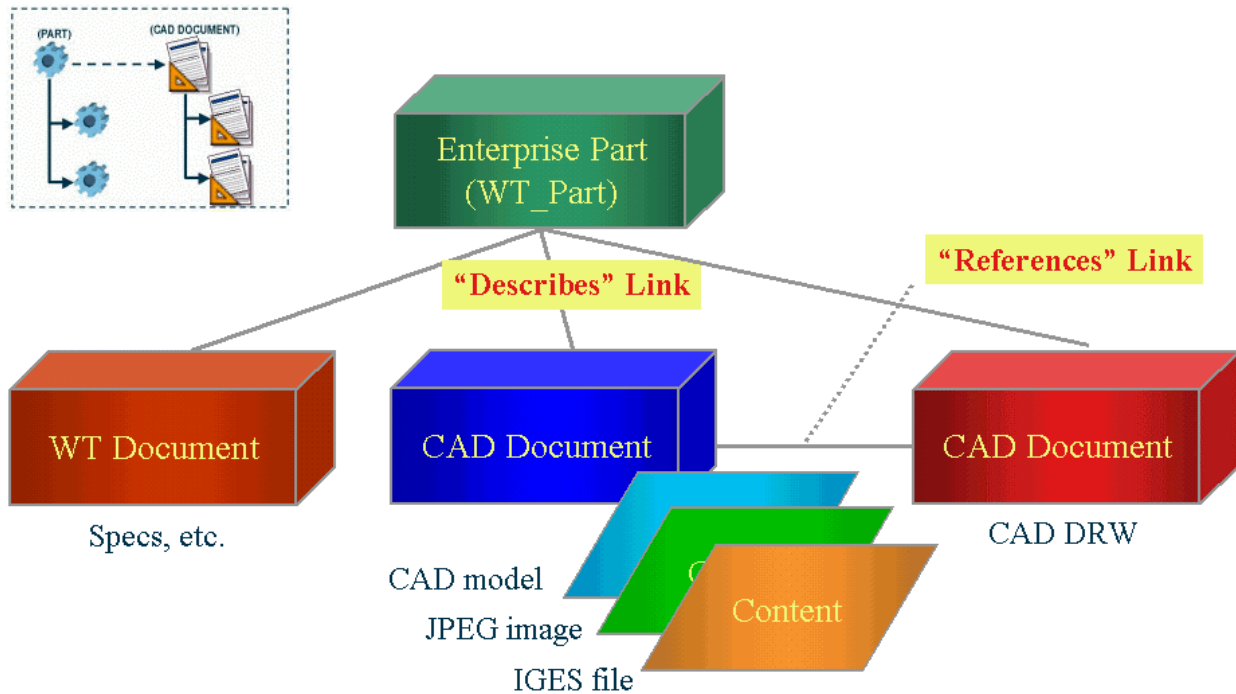 (PART)
(CAD DOCUMENT)
Enterprise Part
(WT_Part)
“References” Link
“Describes” Link
WT Document
CAD Document
CAD Document
Specs, etc.
CAD DRW
CAD model
JPEG image
Content
IGES file